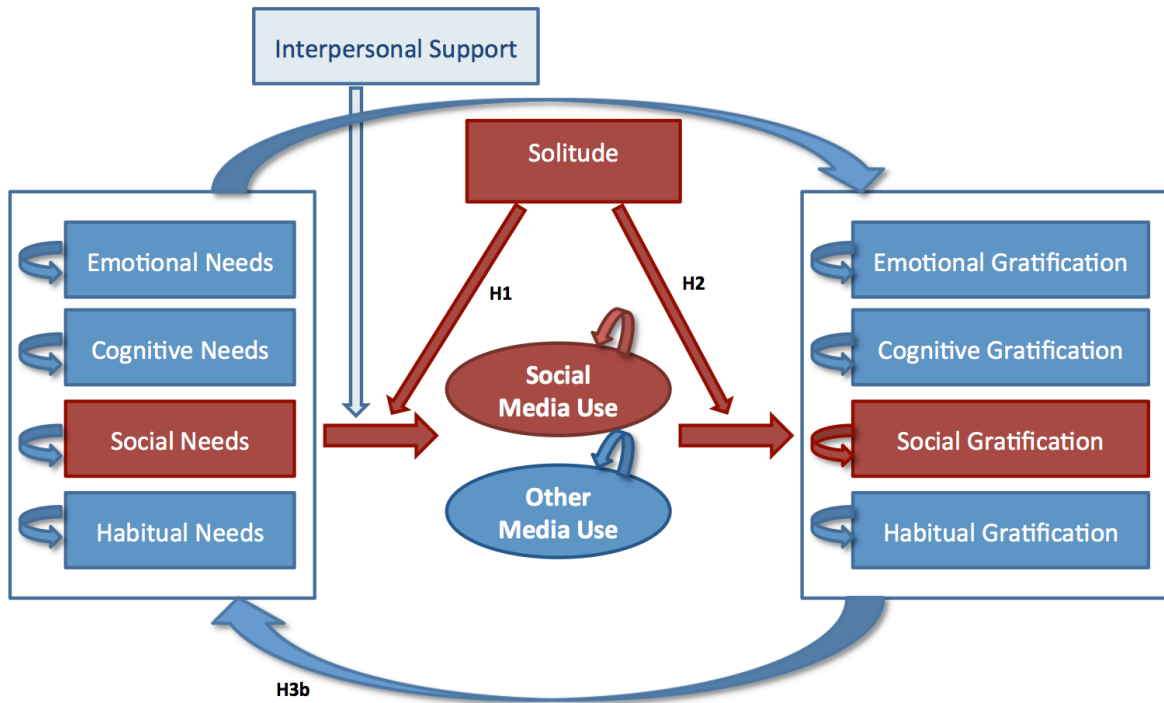 Interpersonal Support
Solitude
Emotional Needs
Cognitive Needs
Social Needs
Habitual Needs
H1
H2
Social
Media Use
Other
Media Use
Emotional Gratification
Cognitive Gratification
Social Gratification
Habitual Gratification
H3b